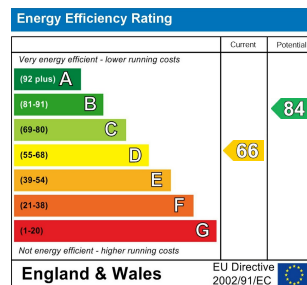 Energy Efficiency Rating
Current
Potential
Very energy efficient - lower running costs
(92 plus) A
(81-91) B
84
(69-80) C
(55-68) D
66
(39-54) E
(21-38) F
(1-20) G
Not energy efficient - higher running costs
England & Wales
EU Directive
2002/91/EC